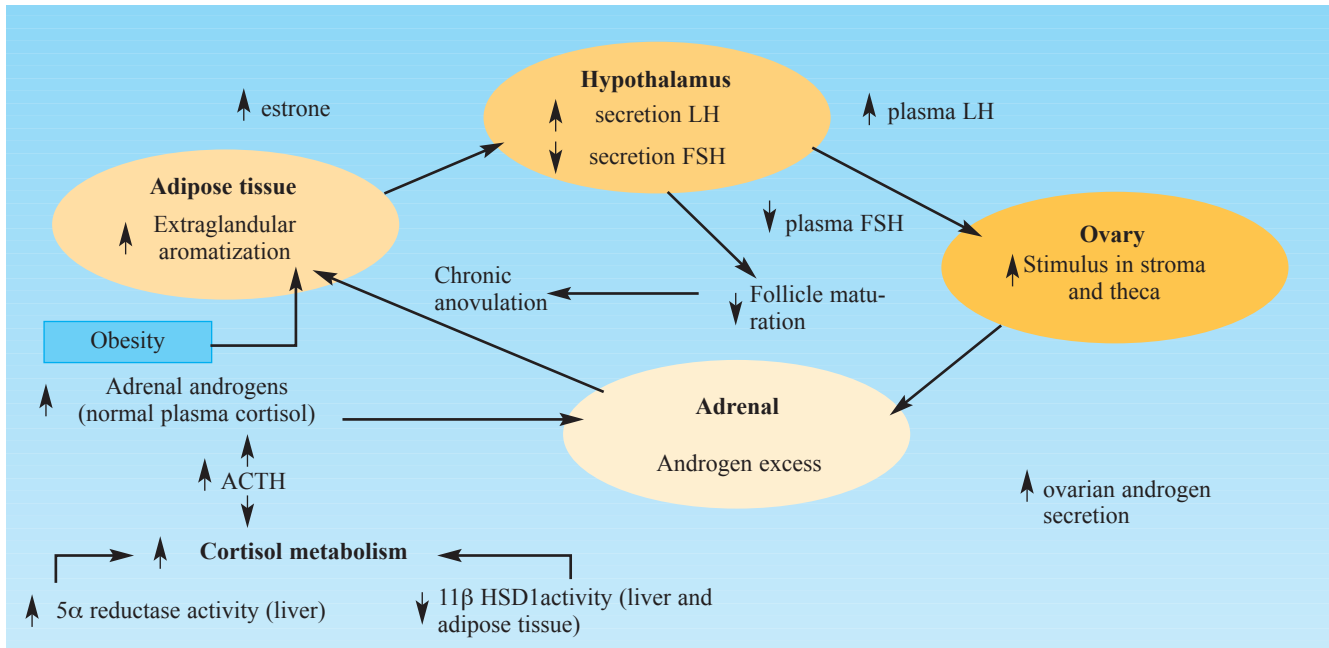 Hypothalamus
↑ secretion LH
↓ secretion FSH
↑ estrone
↑ plasma LH
Adipose tissue
↑ Extraglandular
aromatization
↓ plasma FSH
Ovary
↑ Stimulus in stroma
and theca
Chronic
anovulation
↓ Follicle matu-
ration
Obesity
↑ Adrenal androgens
(normal plasma cortisol)
Adrenal
Androgen excess
↑ ACTH
↑ ovarian androgen
secretion
↑ Cortisol metabolism
↑ 5α reductase activity (liver)
↓ 11β HSD1activity (liver and
adipose tissue)